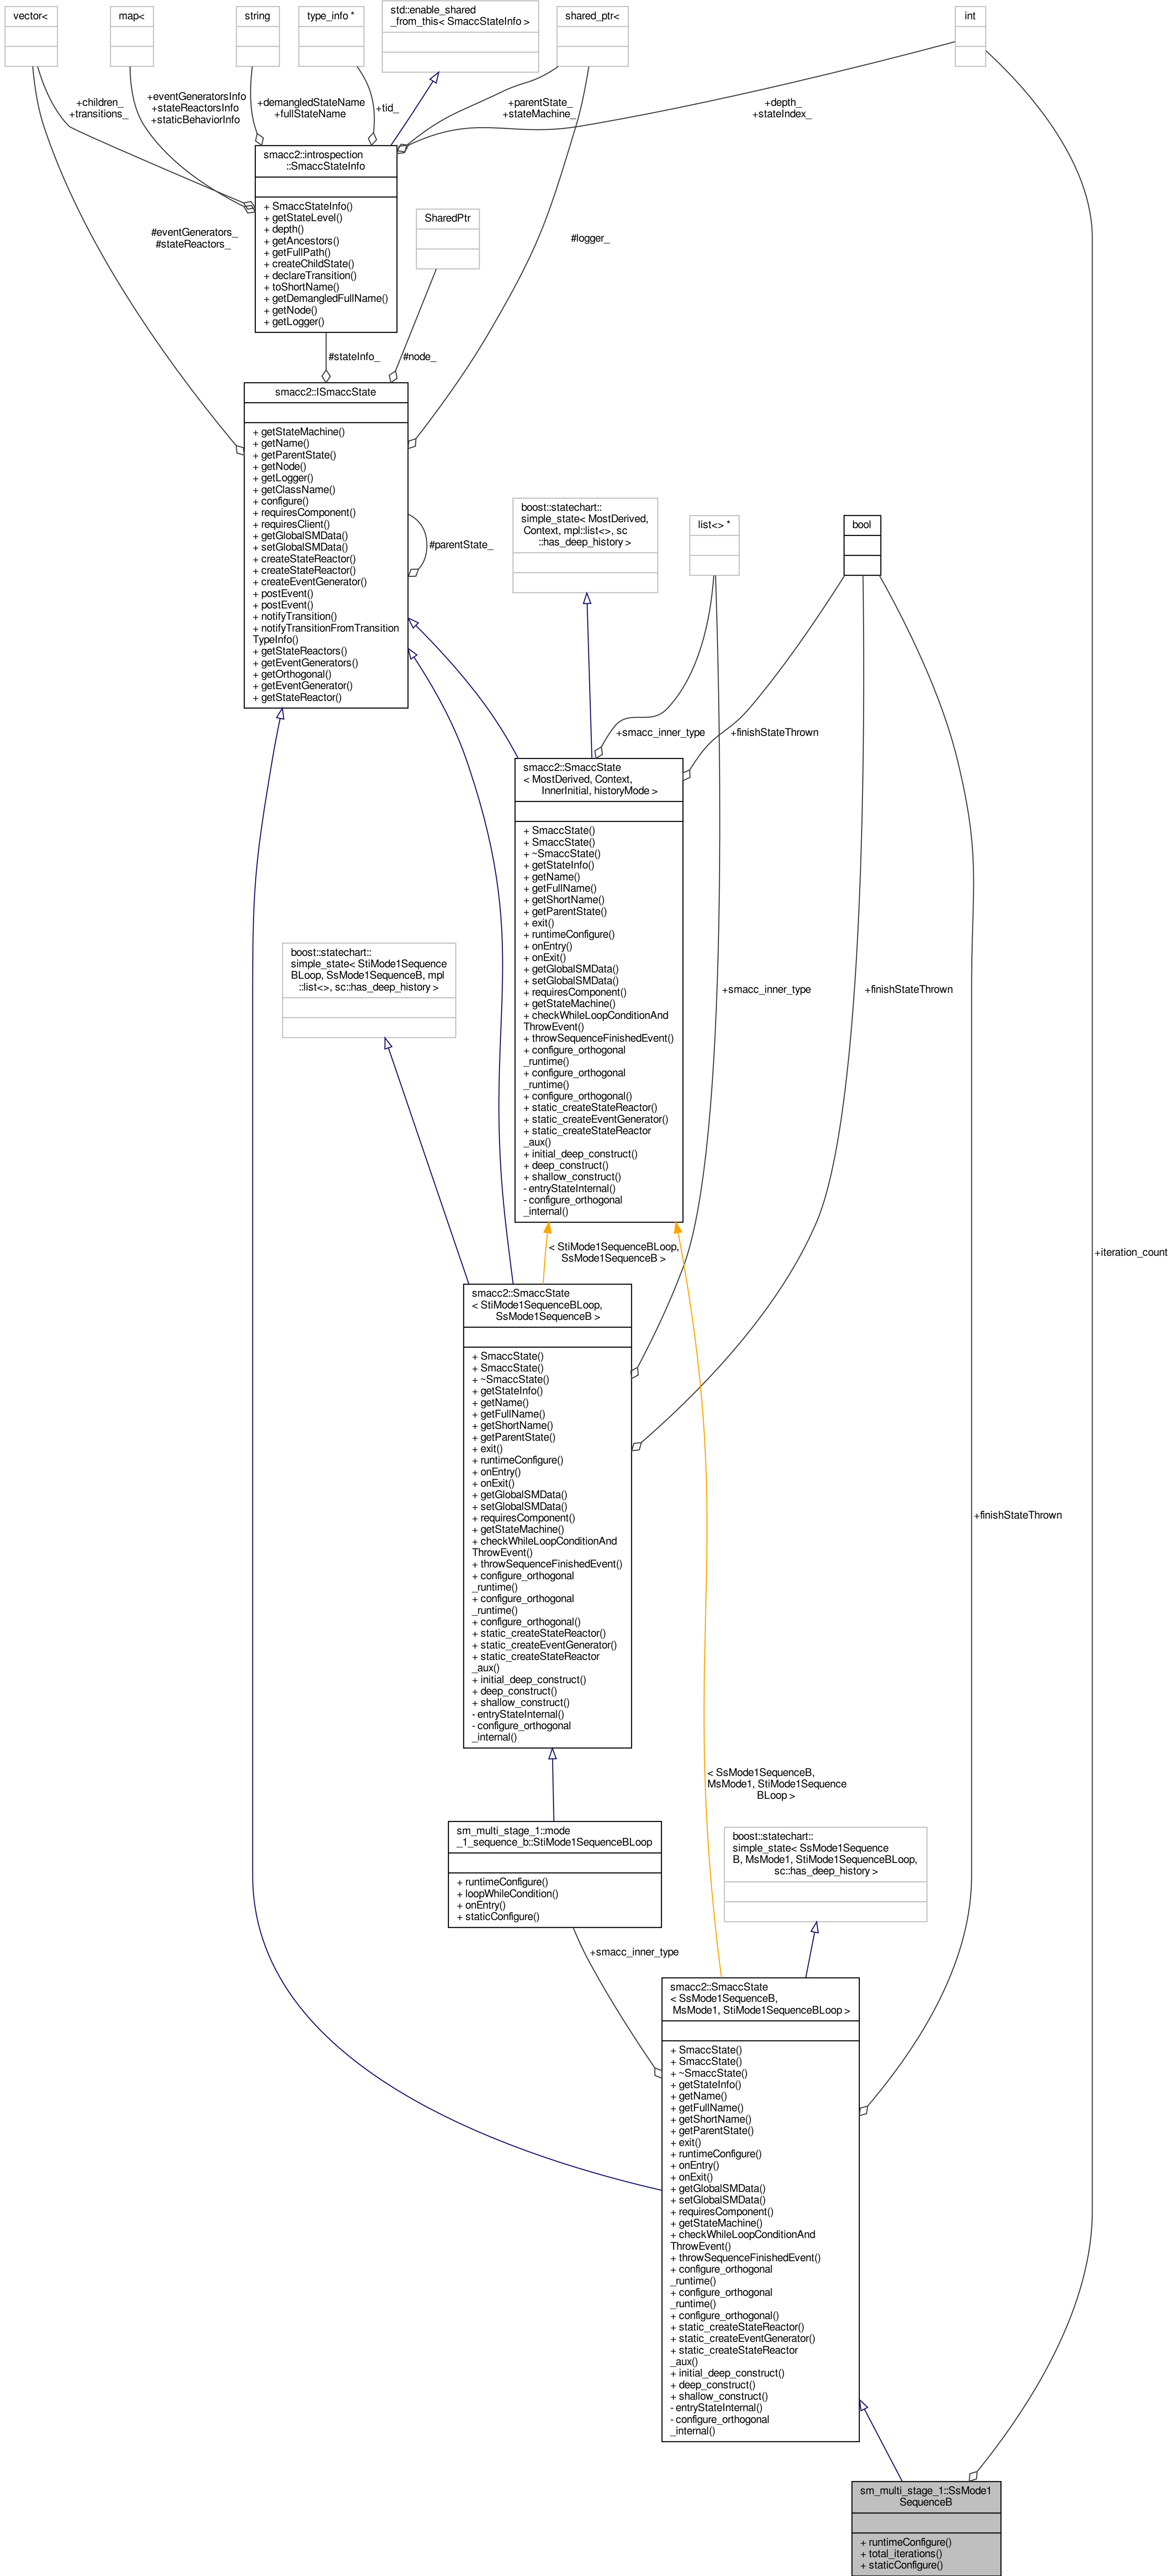 vector<
map<
string
type_info *
std::enable_shared
_from_this< SmaccStateInfo >
shared_ptr<
int
+children_
+transitions_
+eventGeneratorsInfo
+stateReactorsInfo
+staticBehaviorInfo
+demangledStateName
+fullStateName
+tid_
+parentState_
+stateMachine_
+depth_
+stateIndex_
smacc2::introspection
::SmaccStateInfo
+ SmaccStateInfo()
+ getStateLevel()
+ depth()
+ getAncestors()
+ getFullPath()
+ createChildState()
+ declareTransition()
+ toShortName()
+ getDemangledFullName()
+ getNode()
+ getLogger()
SharedPtr
#eventGenerators_
#stateReactors_
#logger_
#stateInfo_
#node_
smacc2::ISmaccState
+ getStateMachine()
+ getName()
+ getParentState()
+ getNode()
+ getLogger()
+ getClassName()
+ configure()
+ requiresComponent()
+ requiresClient()
+ getGlobalSMData()
+ setGlobalSMData()
+ createStateReactor()
+ createStateReactor()
+ createEventGenerator()
+ postEvent()
+ postEvent()
+ notifyTransition()
+ notifyTransitionFromTransition
TypeInfo()
+ getStateReactors()
+ getEventGenerators()
+ getOrthogonal()
+ getEventGenerator()
+ getStateReactor()
#parentState_
boost::statechart::
simple_state< MostDerived,
Context, mpl::list<>, sc
::has_deep_history >
list<> *
bool
+smacc_inner_type
+finishStateThrown
smacc2::SmaccState
< MostDerived, Context,
InnerInitial, historyMode >
+ SmaccState()
+ SmaccState()
+ ~SmaccState()
+ getStateInfo()
+ getName()
+ getFullName()
+ getShortName()
+ getParentState()
+ exit()
+ runtimeConfigure()
+ onEntry()
+ onExit()
+ getGlobalSMData()
+ setGlobalSMData()
+ requiresComponent()
+ getStateMachine()
+ checkWhileLoopConditionAnd
ThrowEvent()
+ throwSequenceFinishedEvent()
+ configure_orthogonal
_runtime()
+ configure_orthogonal
_runtime()
+ configure_orthogonal()
+ static_createStateReactor()
+ static_createEventGenerator()
+ static_createStateReactor
_aux()
+ initial_deep_construct()
+ deep_construct()
+ shallow_construct()
- entryStateInternal()
- configure_orthogonal
_internal()
boost::statechart::
simple_state< StiMode1Sequence
BLoop, SsMode1SequenceB, mpl
::list<>, sc::has_deep_history >
+smacc_inner_type
+finishStateThrown
< StiMode1SequenceBLoop,
SsMode1SequenceB >
+iteration_count
smacc2::SmaccState
< StiMode1SequenceBLoop,
SsMode1SequenceB >
+ SmaccState()
+ SmaccState()
+ ~SmaccState()
+ getStateInfo()
+ getName()
+ getFullName()
+ getShortName()
+ getParentState()
+ exit()
+ runtimeConfigure()
+ onEntry()
+ onExit()
+ getGlobalSMData()
+ setGlobalSMData()
+ requiresComponent()
+ getStateMachine()
+ checkWhileLoopConditionAnd
ThrowEvent()
+ throwSequenceFinishedEvent()
+ configure_orthogonal
_runtime()
+ configure_orthogonal
_runtime()
+ configure_orthogonal()
+ static_createStateReactor()
+ static_createEventGenerator()
+ static_createStateReactor
_aux()
+ initial_deep_construct()
+ deep_construct()
+ shallow_construct()
- entryStateInternal()
- configure_orthogonal
_internal()
+finishStateThrown
< SsMode1SequenceB,
MsMode1, StiMode1Sequence
BLoop >
sm_multi_stage_1::mode
_1_sequence_b::StiMode1SequenceBLoop
+ runtimeConfigure()
+ loopWhileCondition()
+ onEntry()
+ staticConfigure()
boost::statechart::
simple_state< SsMode1Sequence
B, MsMode1, StiMode1SequenceBLoop,
sc::has_deep_history >
+smacc_inner_type
smacc2::SmaccState
< SsMode1SequenceB,
MsMode1, StiMode1SequenceBLoop >
+ SmaccState()
+ SmaccState()
+ ~SmaccState()
+ getStateInfo()
+ getName()
+ getFullName()
+ getShortName()
+ getParentState()
+ exit()
+ runtimeConfigure()
+ onEntry()
+ onExit()
+ getGlobalSMData()
+ setGlobalSMData()
+ requiresComponent()
+ getStateMachine()
+ checkWhileLoopConditionAnd
ThrowEvent()
+ throwSequenceFinishedEvent()
+ configure_orthogonal
_runtime()
+ configure_orthogonal
_runtime()
+ configure_orthogonal()
+ static_createStateReactor()
+ static_createEventGenerator()
+ static_createStateReactor
_aux()
+ initial_deep_construct()
+ deep_construct()
+ shallow_construct()
- entryStateInternal()
- configure_orthogonal
_internal()
sm_multi_stage_1::SsMode1
SequenceB
+ runtimeConfigure()
+ total_iterations()
+ staticConfigure()